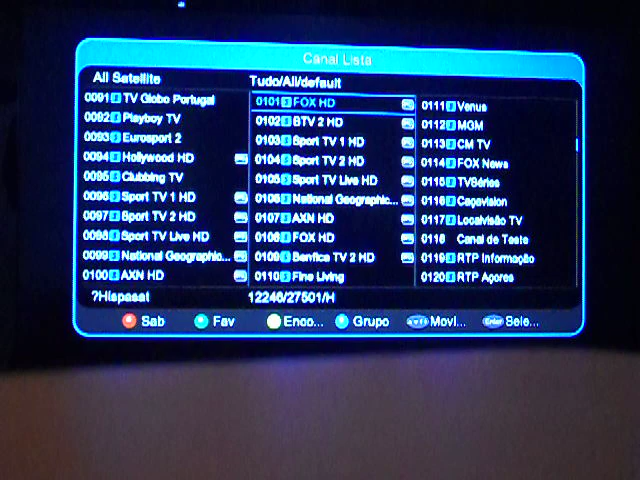 Canal Lista
All Satellite Tudo/All/default
0091 TV Globo Portugal
0092 Playboy TV
0093 Eurosport 2
0094 Hollywood HD
0095 Clubbing TV
0096 Sport TV 1 HD
0097 Sport TV 2 HD
0098 Sport TV Live HD
0099 National Geographic...
0100 AXN HD
0101 FOX HD
0102 BTV 2 HD
0103 Sport TV 1 HD
0104 Sport TV 2 HD
0105 Sport TV Live HD
0106 National Geographic...
0107 AXN HD
0108 FOX HD
0109 Benfica TV 2 HD
0110 Fine Living
0111 Venus
0112 MGM
0113 CM TV
0114 FOX News
0115 TVSéries
0116 Caçavision
0117 Localvisão TV
0118 Canal de Teste
0119 RTP Informação
0120 RTP Açores
?Hispasat 12246/27501/H
Sab Fav Enco... Grupo Movi... Enter Sele...